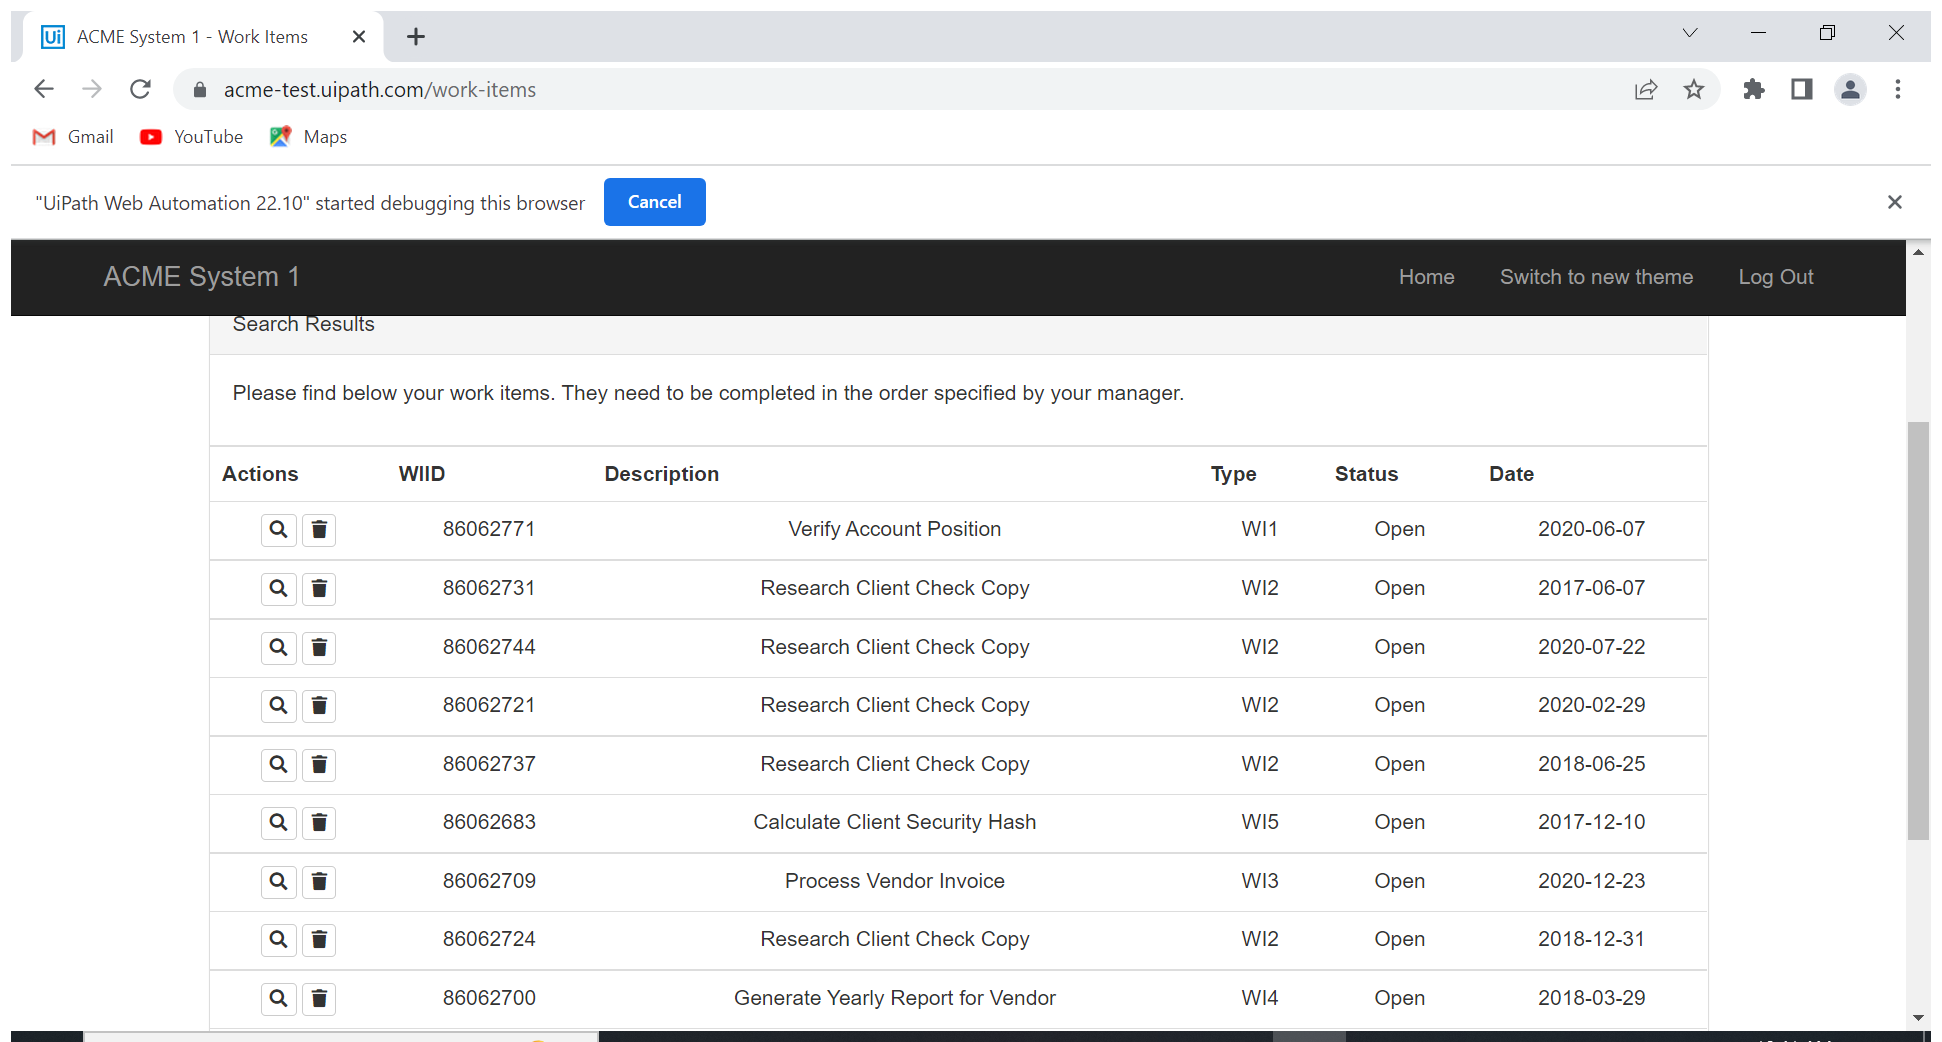 Ui ACME System 1 - Work Items
acme-test.uipath.com/work-items
Gmail YouTube Maps
"UiPath Web Automation 22.10" started debugging this browser Cancel
ACME System 1 Home Switch to new theme Log Out
Search Results
Please find below your work items. They need to be completed in the order specified by your manager.
Actions WIID Description Type Status Date
86062771 Verify Account Position WI1 Open 2020-06-07
86062731 Research Client Check Copy WI2 Open 2017-06-07
86062744 Research Client Check Copy WI2 Open 2020-07-22
86062721 Research Client Check Copy WI2 Open 2020-02-29
86062737 Research Client Check Copy WI2 Open 2018-06-25
86062683 Calculate Client Security Hash WI5 Open 2017-12-10
86062709 Process Vendor Invoice WI3 Open 2020-12-23
86062724 Research Client Check Copy WI2 Open 2018-12-31
86062700 Generate Yearly Report for Vendor WI4 Open 2018-03-29